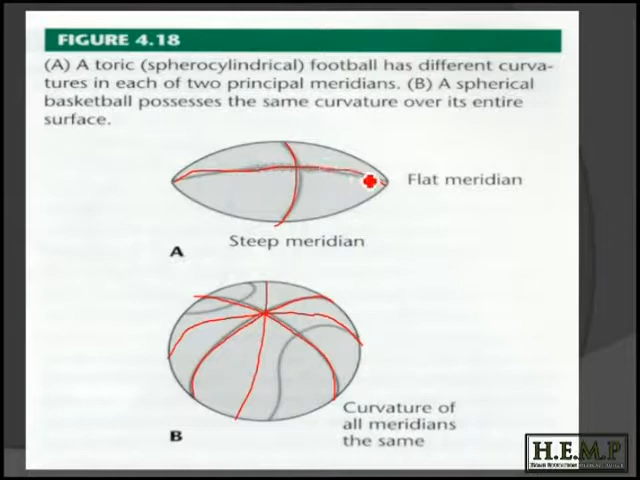 FIGURE 4.18
(A) A toric (spherocylindrical) football has different curva-
tures in each of two principal meridians. (B) A spherical
basketball possesses the same curvature over its entire
surface.
Flat meridian
Steep meridian
A
Curvature of
all meridians
the same
B
H.E.M.P